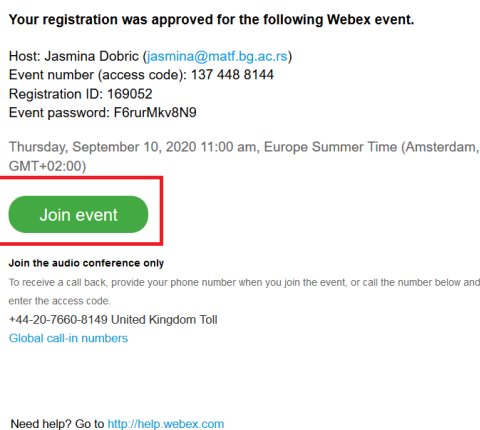 Your registration was approved for the following Webex event.
Host: Jasmina Dobric (jasmina@matf.bg.ac.rs)
Event number (access code): 137 448 8144
Registration ID: 169052
Event password: F6rurMkv8N9
Thursday, September 10, 2020 11:00 am, Europe Summer Time (Amsterdam,
GMT+02:00)
Join event
Join the audio conference only
To receive a call back, provide your phone number when you join the event, or call the number below and
enter the access code.
+44-20-7660-8149 United Kingdom Toll
Global call-in numbers
Need help? Go to http://help.webex.com